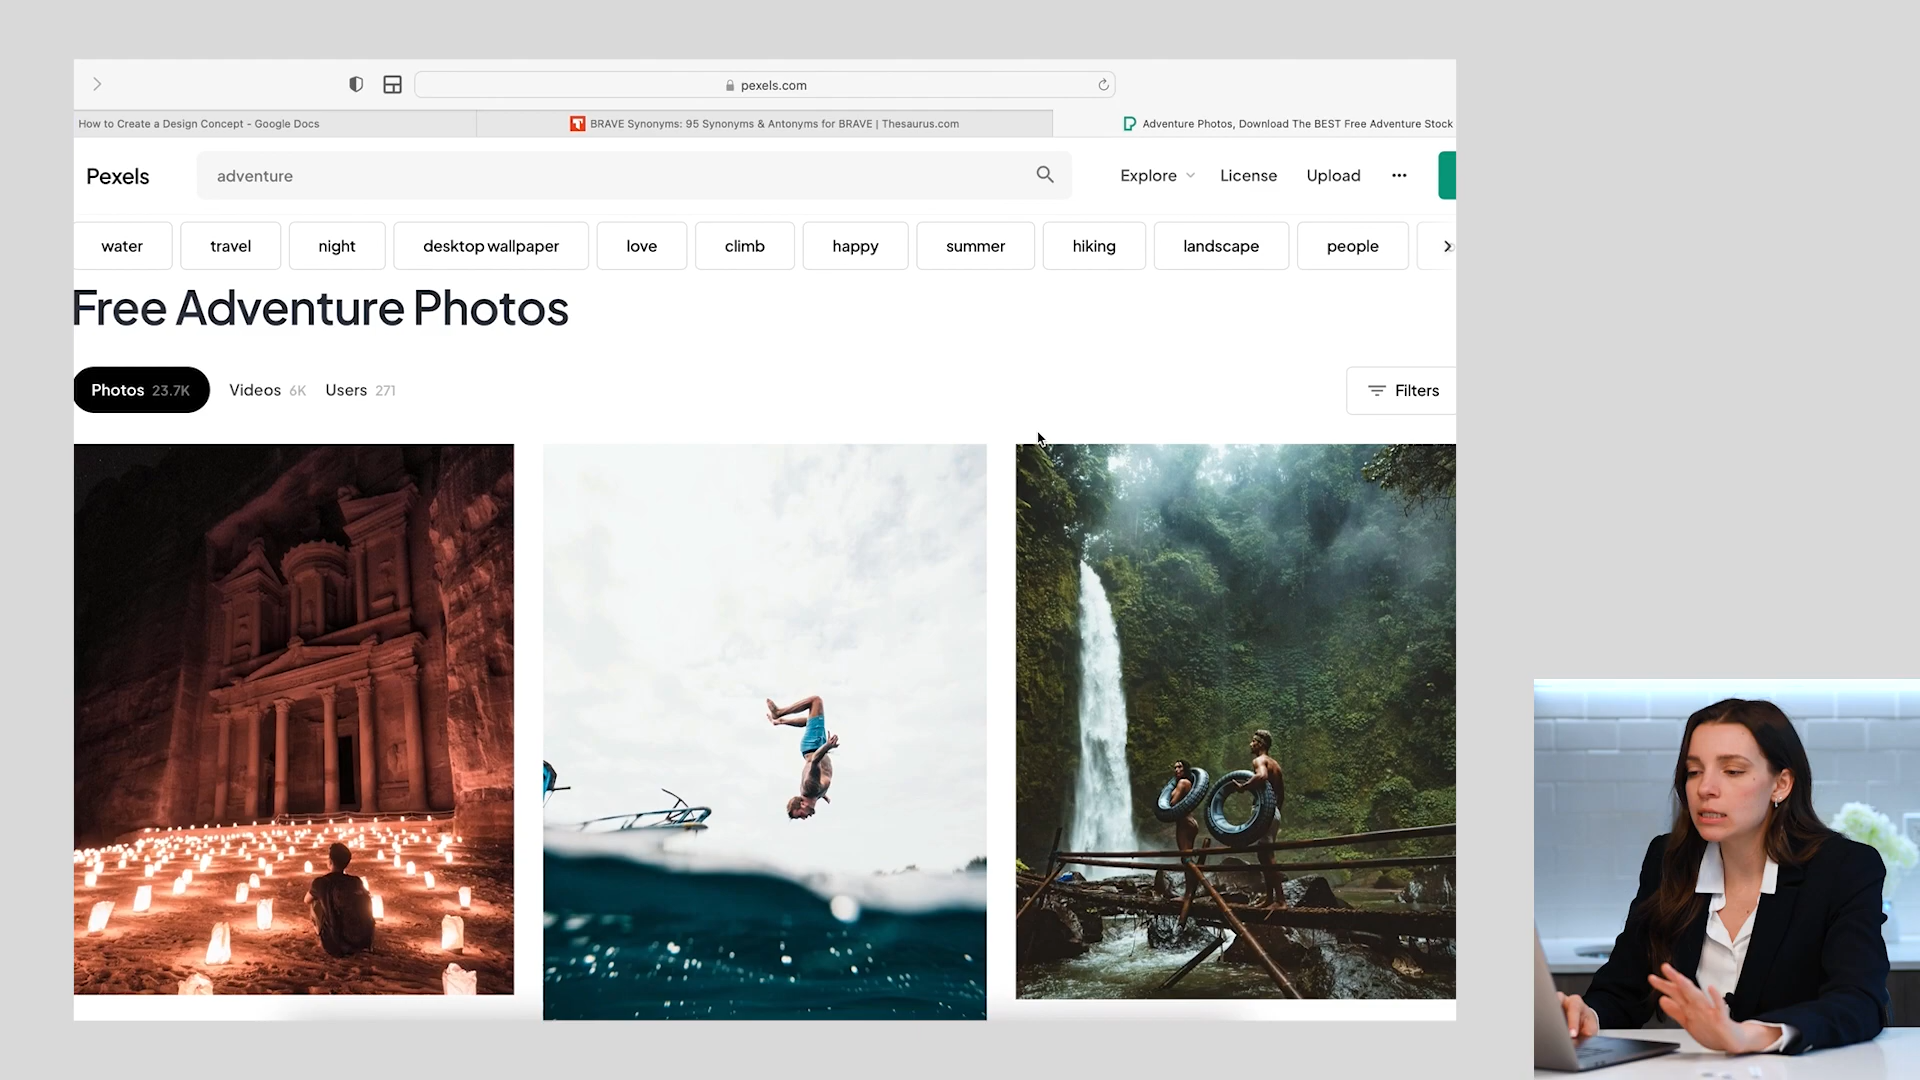 pexels.com
How to Create a Design Concept - Google Docs
BRAVE Synonyms: 95 Synonyms & Antonyms for BRAVE | Thesaurus.com
Adventure Photos, Download The BEST Free Adventure Stock
Pexels
adventure
Explore
License
Upload
water
travel
night
desktop wallpaper
love
climb
happy
summer
hiking
landscape
people
Free Adventure Photos
Photos 23.7K
Videos 6K
Users 271
Filters